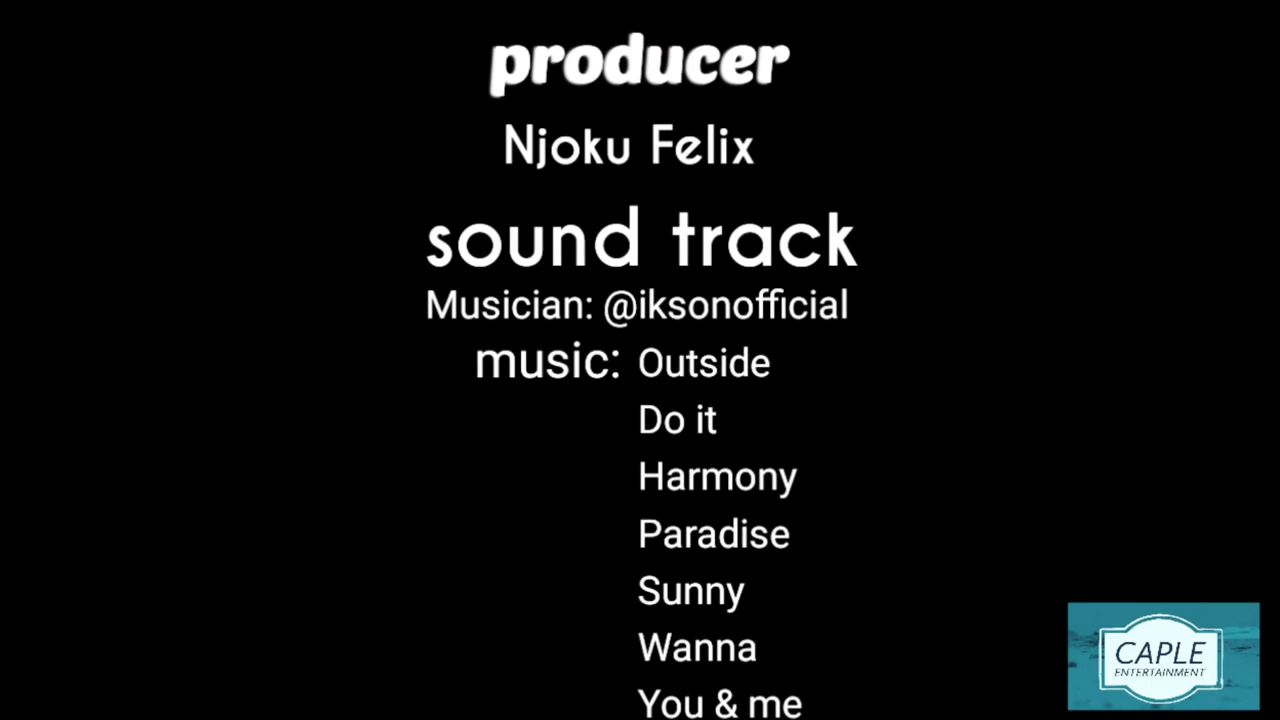 producer
Njoku Felix
sound track
Musician: @iksonofficial
music: Outside
Do it
Harmony
Paradise
Sunny
Wanna
You & me
CAPLE
ENTERTAINMENT